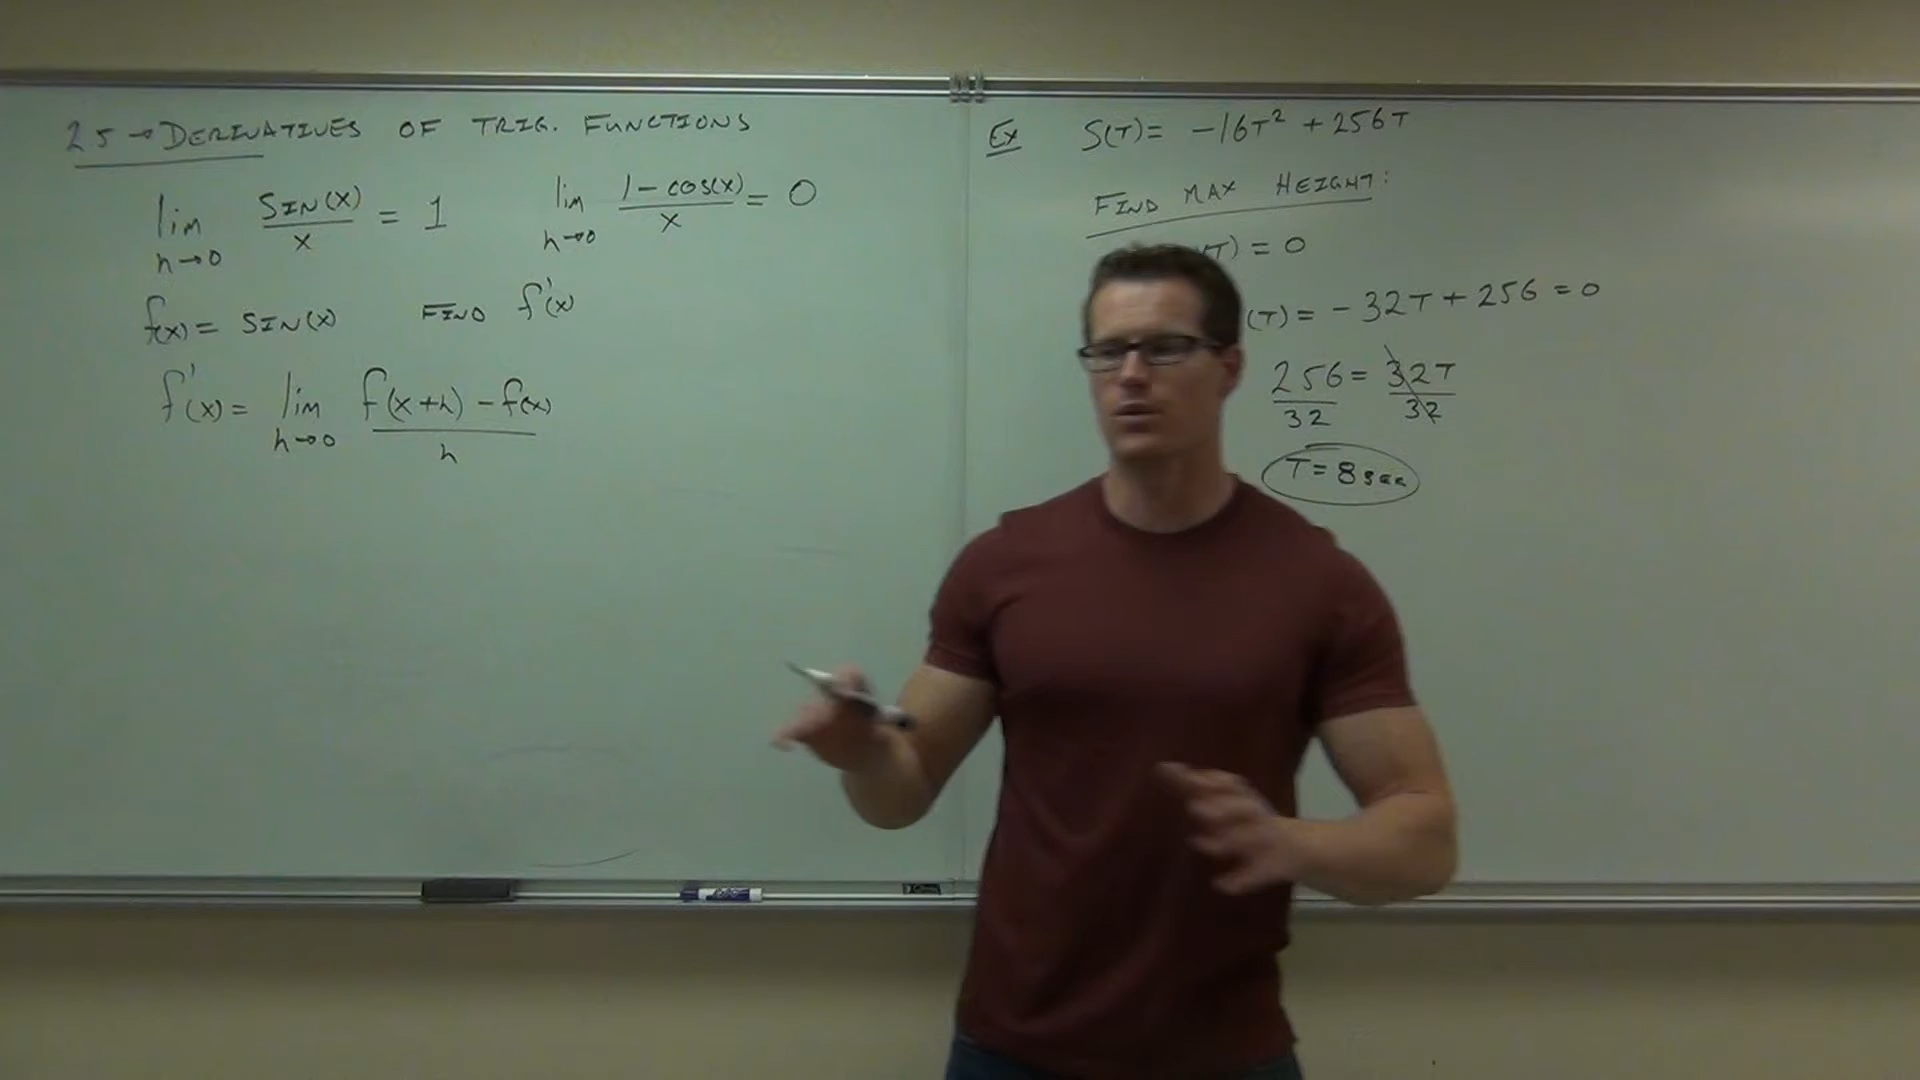 2.5 → DERIVATIVES OF TRIG. FUNCTIONS
lim h→0 SIN(x)/x = 1 lim h→0 1 - cos(x)/x = 0
f(x) = SIN(x) FIND f'(x)
f'(x) = lim h→0 f(x+h) - f(x)/h
Ex S(T) = -16T² + 256T
FIND MAX HEIGHT:
(T) = 0
(T) = -32T + 256 = 0
256/32 = 32T/32
T = 8 sec